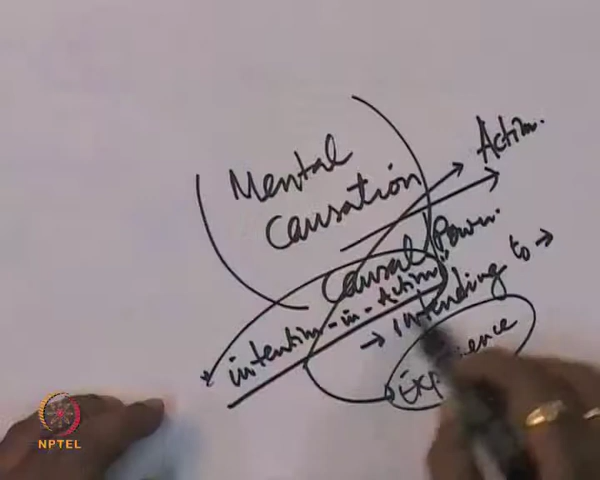 Mental
Causation
Action.
Causal Power.
intention-in-Action"
→ Intending to →
Experience
NPTEL